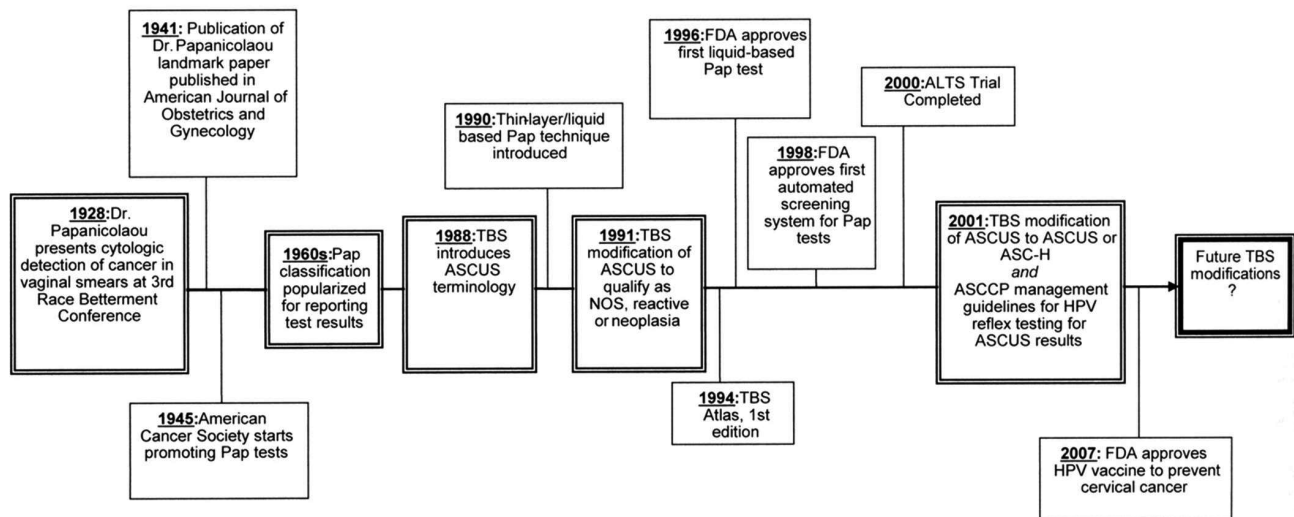 1928:Dr.
Papanicolaou
presents cytologic
detection of cancer in
vaginal smears at 3rd
Race Betterment
Conference
1941: Publication of
Dr. Papanicolaou
landmark paper
published in
American Journal of
Obstetrics and
Gynecology
1945:American
Cancer Society starts
promoting Pap tests
1960s:Pap
classification
popularized
for reporting
test results
1988:TBS
introduces
ASCUS
terminology
1990:Thin-layer/liquid
based Pap technique
introduced
1991:TBS
modification of
ASCUS to
qualify as
NOS, reactive
or neoplasia
1994:TBS
Atlas, 1st
edition
1996:FDA approves
first liquid-based
Pap test
1998:FDA
approves first
automated
screening
system for Pap
tests
2000:ALTS Trial
Completed
2001:TBS modification
of ASCUS to ASCUS or
ASC-H
and
ASCCP management
guidelines for HPV
reflex testing for
ASCUS results
2007: FDA approves
HPV vaccine to prevent
cervical cancer
Future TBS
modifications
?